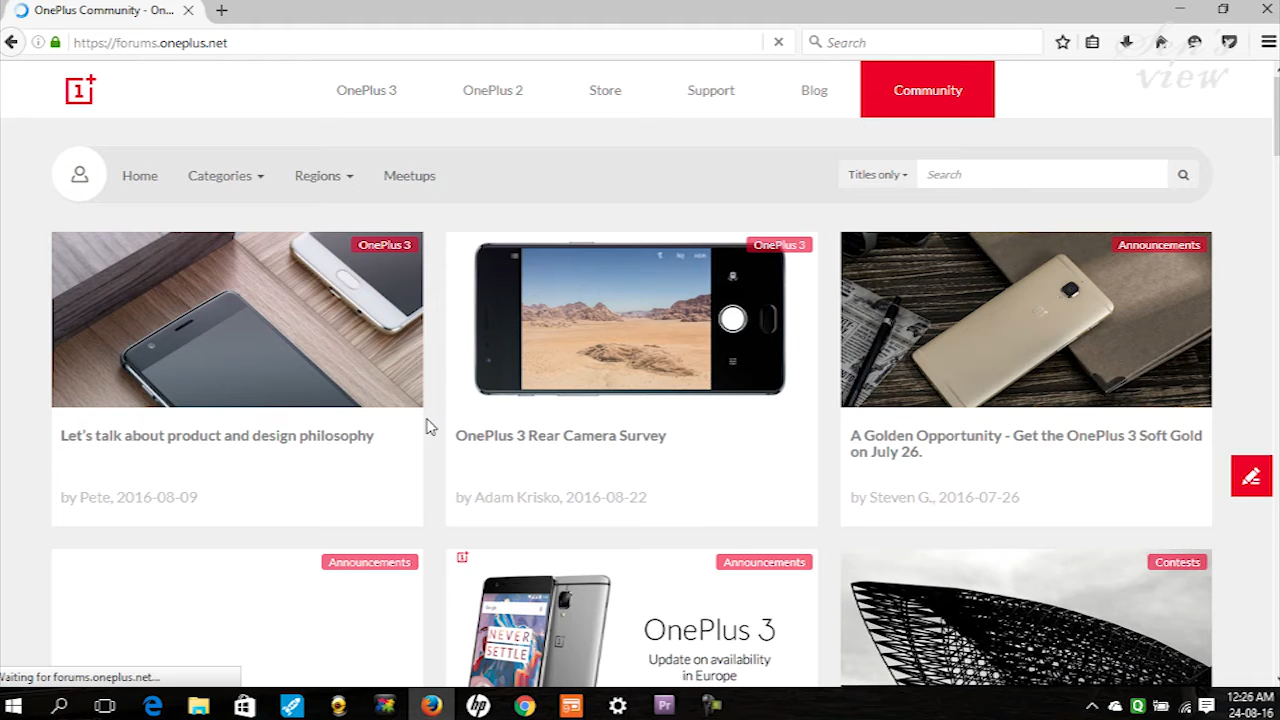 OnePlus Community - On...
https://forums.oneplus.net
Search
Son's
view
OnePlus 3
OnePlus 2
Store
Support
Blog
Community
Home
Categories
Regions
Meetups
Titles only
Search
OnePlus 3
OnePlus 3
Announcements
Let's talk about product and design philosophy
OnePlus 3 Rear Camera Survey
A Golden Opportunity - Get the OnePlus 3 Soft Gold
on July 26.
by Pete, 2016-08-09
by Adam Krisko, 2016-08-22
by Steven G., 2016-07-26
Announcements
Announcements
Contests
NEVER
SETTLE
OnePlus 3
Update on availability
in Europe
Waiting for forums.oneplus.net...
12:26 AM
24-08-16